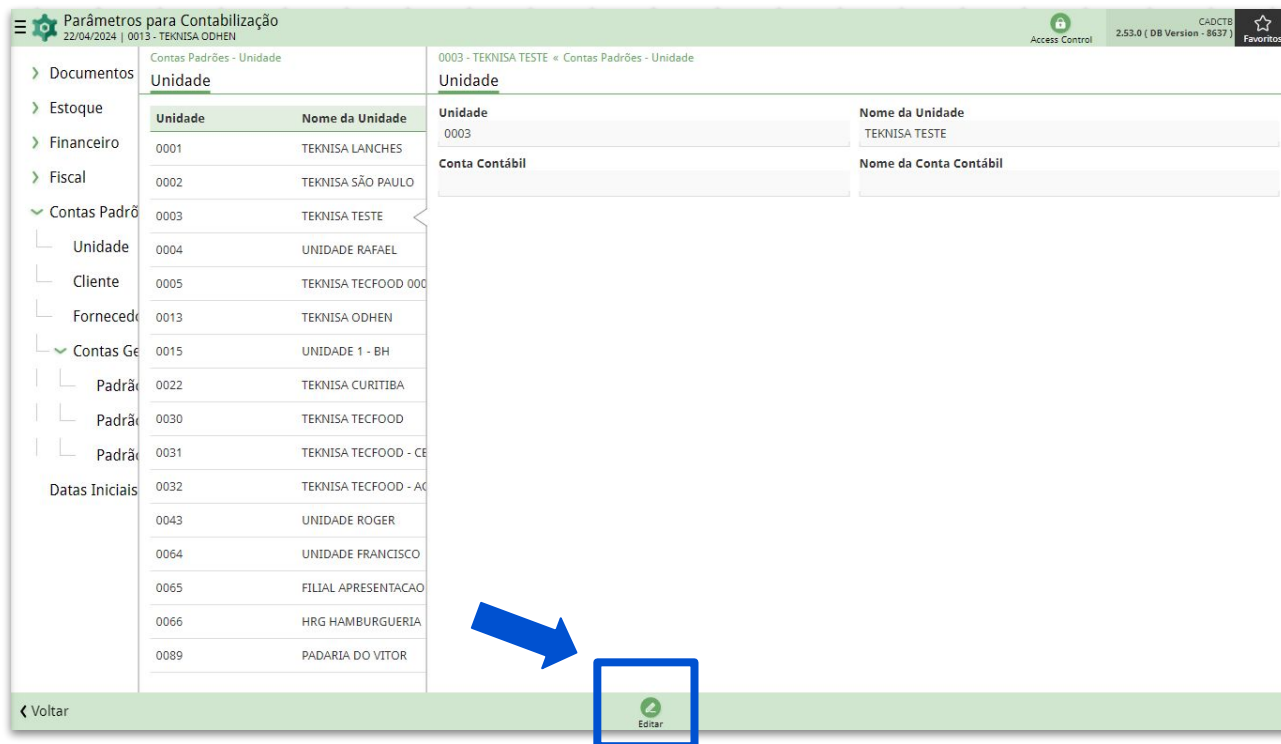 Parâmetros para Contabilização
22/04/2024 | 0013 - TEKNISA ODHEN
Access Control
CADCTB
2.53.0 ( DB Version - 8637 )
Favoritos
Documentos
Estoque
Financeiro
Fiscal
Contas Padrõ
Unidade
Cliente
Fornecedo
Contas Ge
Padrão
Padrão
Padrão
Datas Iniciais
Contas Padrões - Unidade
Unidade
Unidade Nome da Unidade
0001 TEKNISA LANCHES
0002 TEKNISA SÃO PAULO
0003 TEKNISA TESTE
0004 UNIDADE RAFAEL
0005 TEKNISA TECFOOD 000
0013 TEKNISA ODHEN
0015 UNIDADE 1 - BH
0022 TEKNISA CURITIBA
0030 TEKNISA TECFOOD
0031 TEKNISA TECFOOD - CE
0032 TEKNISA TECFOOD - AC
0043 UNIDADE ROGER
0064 UNIDADE FRANCISCO
0065 FILIAL APRESENTACAO
0066 HRG HAMBURGUERIA
0089 PADARIA DO VITOR
0003 - TEKNISA TESTE « Contas Padrões - Unidade
Unidade
Unidade Nome da Unidade
0003 TEKNISA TESTE
Conta Contábil Nome da Conta Contábil
Voltar
Editar